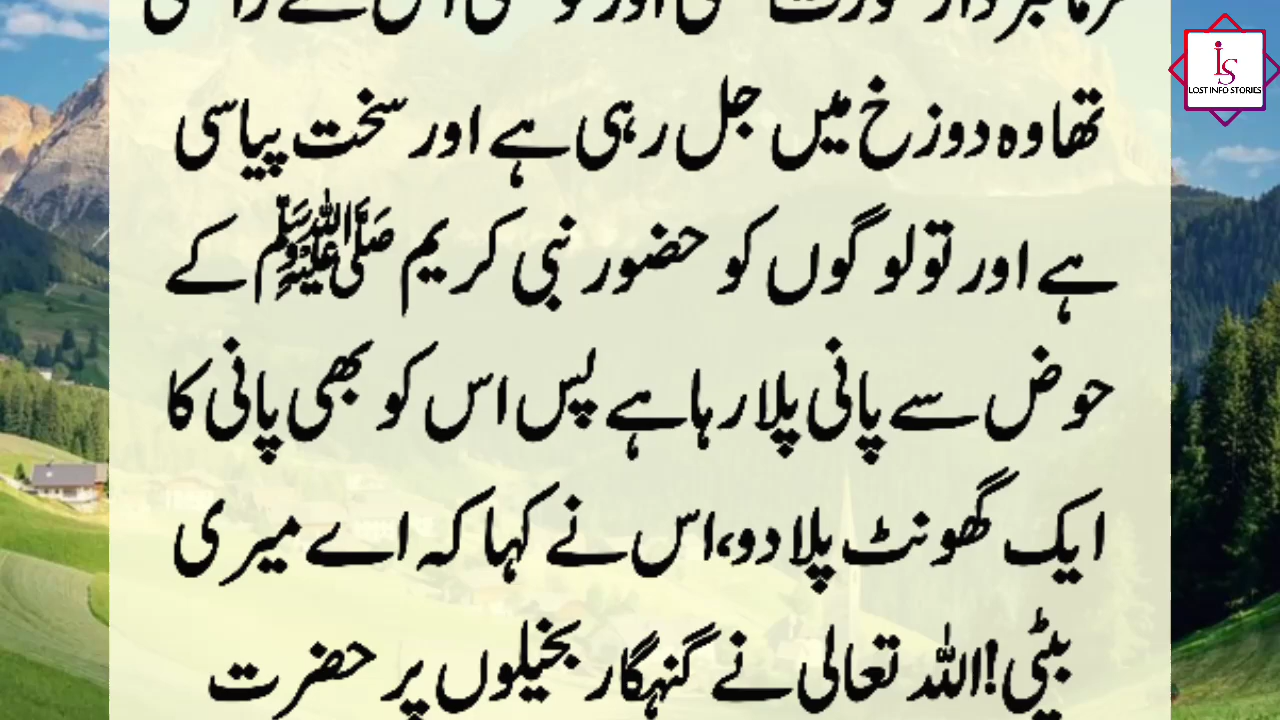 تھا وہ دوزخ میں جل رہی ہے اور سخت پیاسی
ہے اور تو لوگوں کو حضور نبی کریم ﷺ کے
حوض سے پانی پلا رہا ہے پس اس کو بھی پانی کا
ایک گھونٹ پلا دو، اس نے کہا کہ اے میری
بیٹی! اللہ تعالی نے گنہگار بخیلوں پر حضرت
IS
LOST INFO STORIES